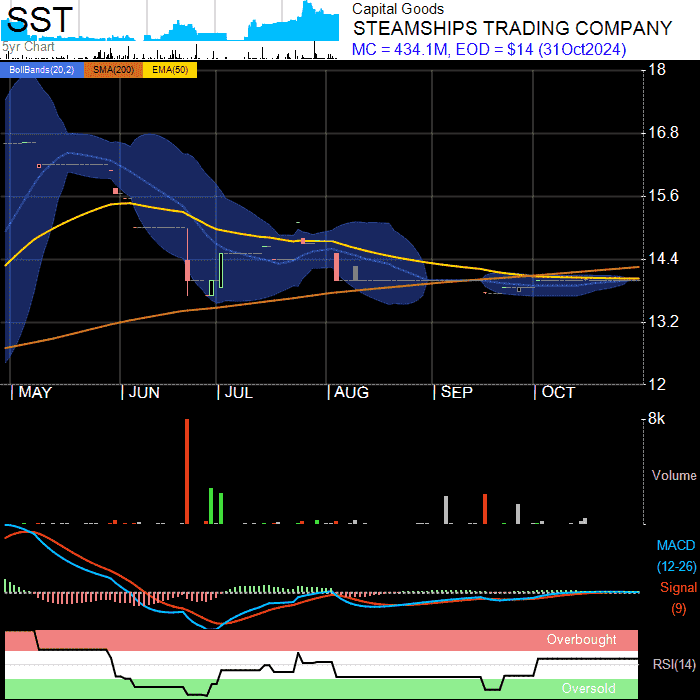 SST
5yr Chart
Capital Goods
STEAMSHIPS TRADING COMPANY
MC = 434.1M, EOD = $14 (31Oct2024)
BollBands(20,2) SMA(200) EMA(50)
18
16.8
15.6
14.4
13.2
12
MAY JUN JUL AUG SEP OCT
8k
Volume
MACD
(12-26)
Signal
(9)
Overbought
RSI(14)
Oversold